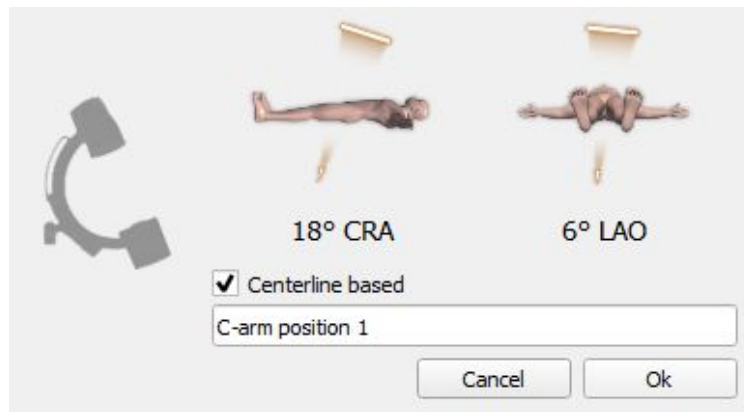 18° CRA
6° LAO
Centerline based
C-arm position 1
Cancel
Ok